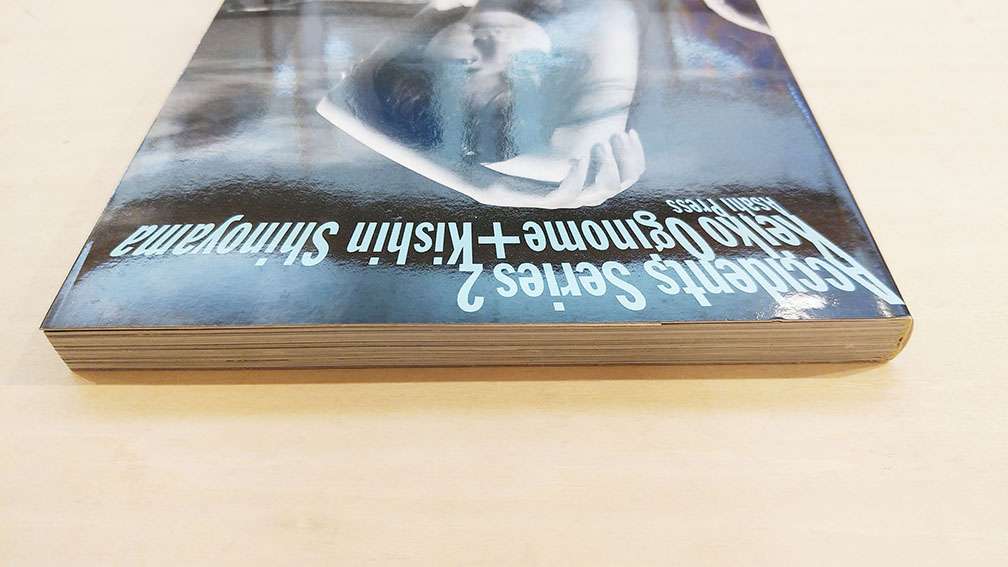 Accidents Series 2
Keiko Oginome+Kishin Shinoyama
Asahi Press